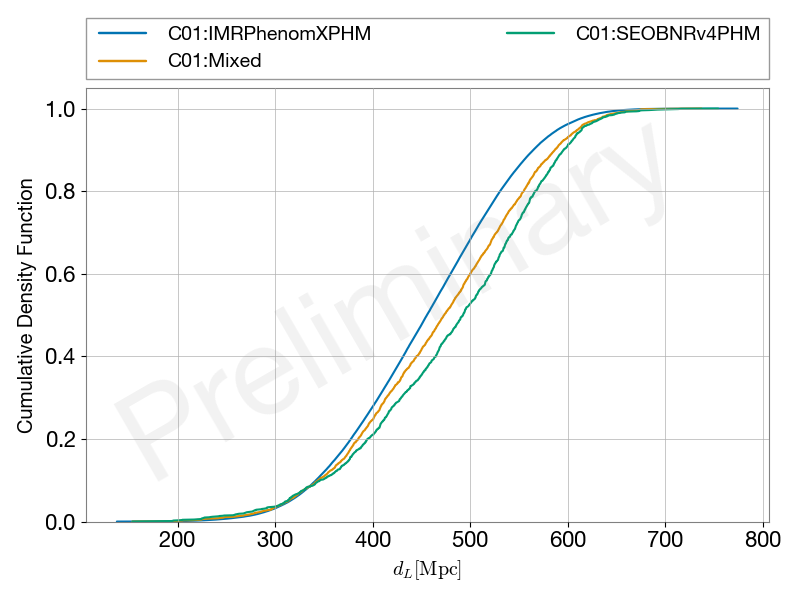 C01:IMRPhenomXPHM
C01:Mixed
C01:SEOBNRv4PHM
1.0
0.8
0.6
0.4
0.2
0.0
Cumulative Density Function
Preliminary
200 300 400 500 600 700 800
d_L [Mpc]